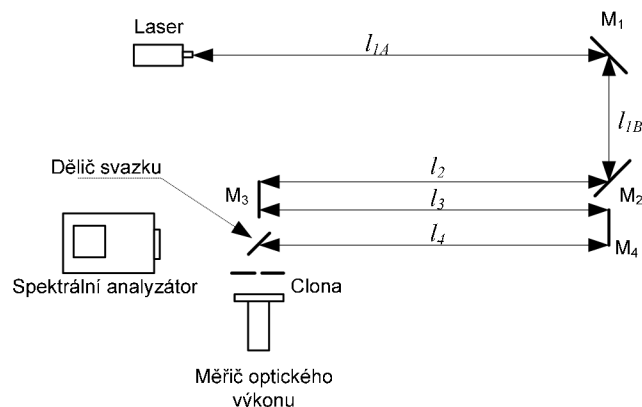 M1
Laser
l1A
l1B
Dělič svazku
l2
M3
M2
l3
l4
M4
Spektrální analyzátor
Clona
Měřič optického
výkonu